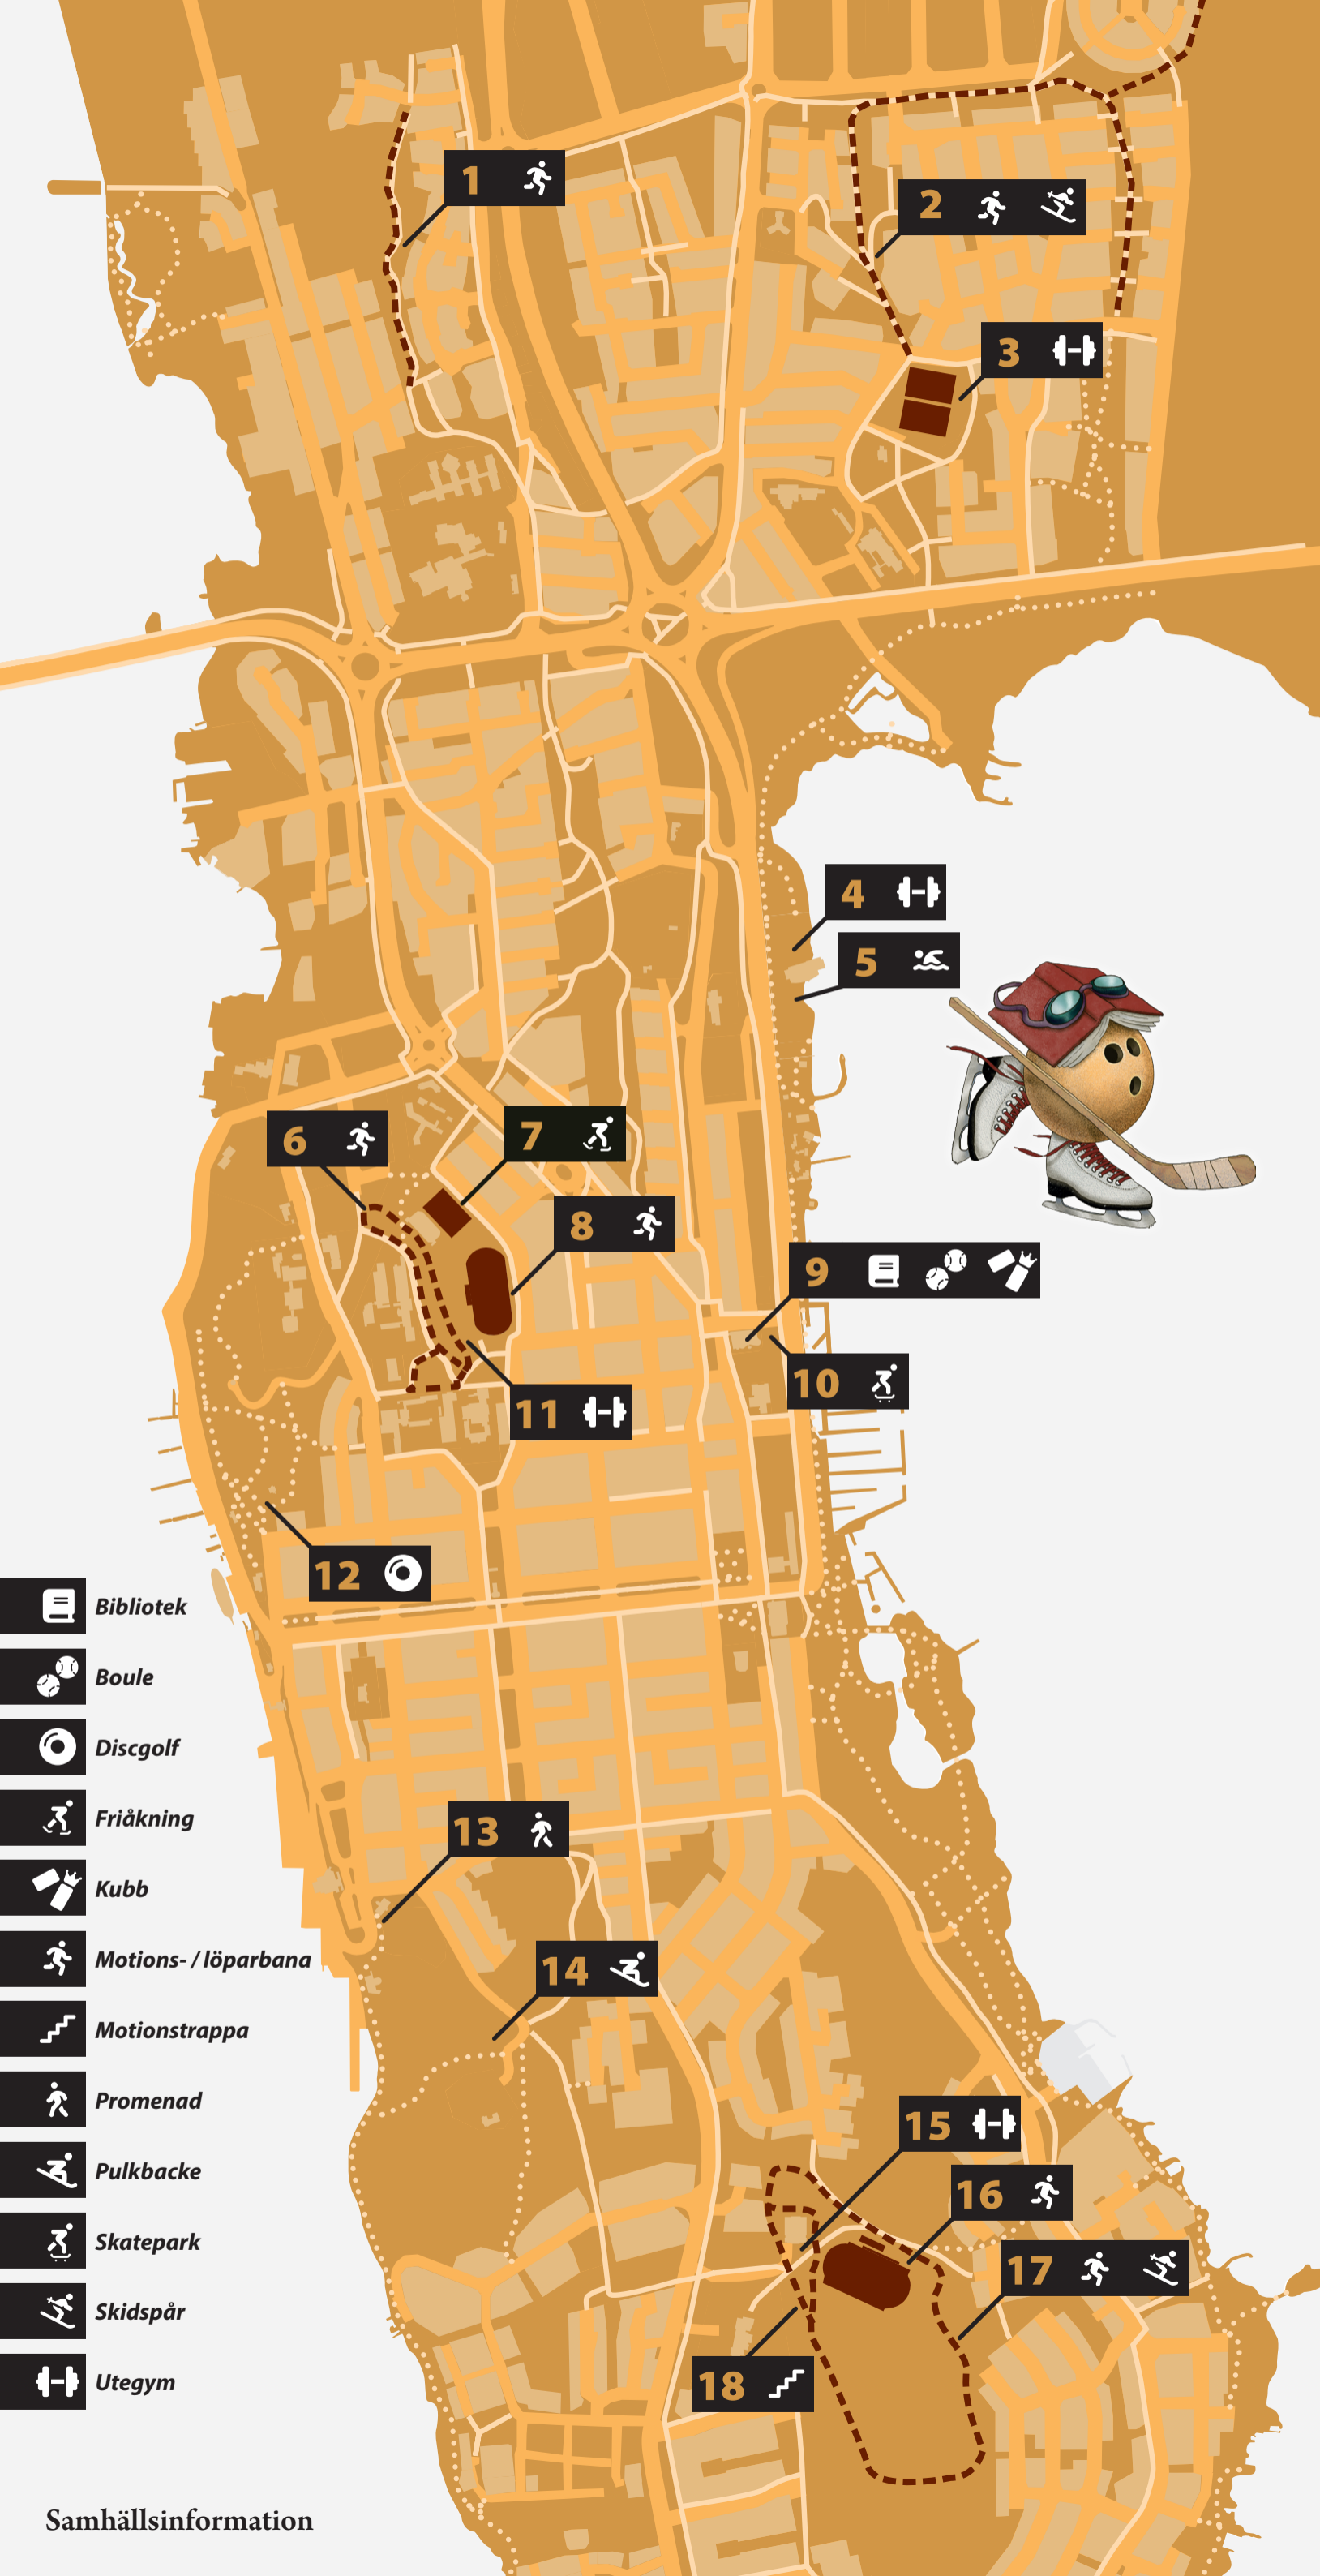 1
2
3
4
5
6
7
8
9
10
11
12
13
14
15
16
17
18
Bibliotek
Boule
Discgolf
Friåkning
Kubb
Motions- / löparbana
Motionstrappa
Promenad
Pulkbacke
Skatepark
Skidspår
Utegym
Samhällsinformation